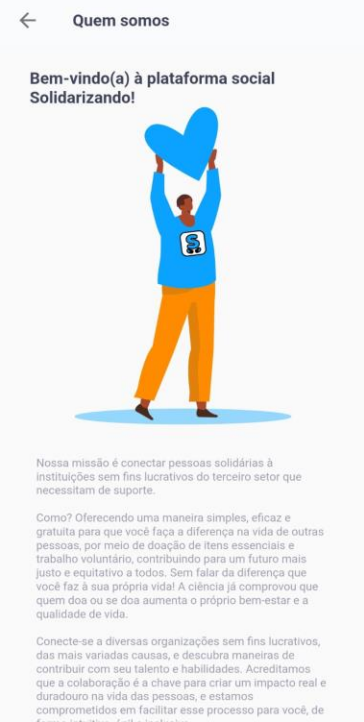 Quem somos
Bem-vindo(a) à plataforma social
Solidarizando!
S
Nossa missão é conectar pessoas solidárias à
instituições sem fins lucrativos do terceiro setor que
necessitam de suporte.
Como? Oferecendo uma maneira simples, eficaz e
gratuita para que você faça a diferença na vida de outras
pessoas, por meio de doação de itens essenciais e
trabalho voluntário, contribuindo para um futuro mais
justo e equitativo a todos. Sem falar da diferença que
você faz à sua própria vida! A ciência já comprovou que
quem doa ou se doa aumenta o próprio bem-estar e a
qualidade de vida.
Conecte-se a diversas organizações sem fins lucrativos,
das mais variadas causas, e descubra maneiras de
contribuir com seu talento e habilidades. Acreditamos
que a colaboração é a chave para criar um impacto real e
duradouro na vida das pessoas, e estamos
comprometidos em facilitar esse processo para você, de